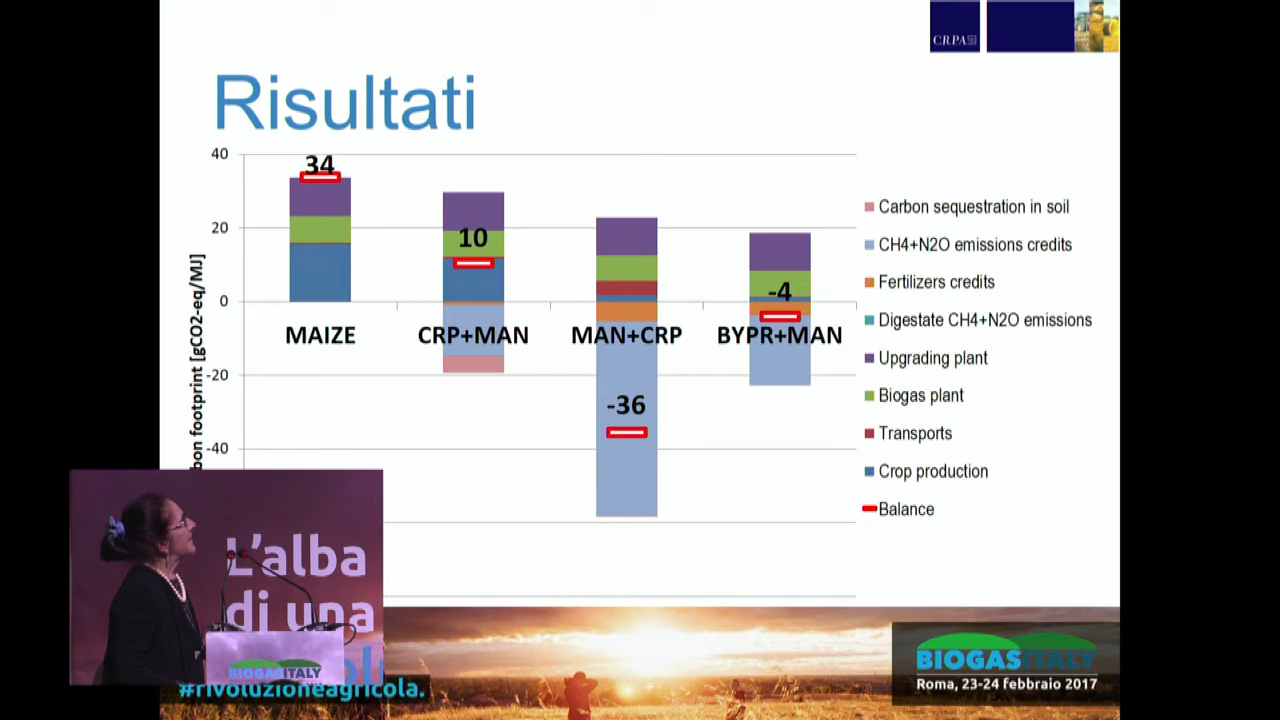 CRPA
Risultati
40
20
0
-20
-40
bon footprint [gCO2-eq/MJ]
34
10
-36
-4
MAIZE
CRP+MAN
MAN+CRP
BYPR+MAN
Carbon sequestration in soil
CH4+N2O emissions credits
Fertilizers credits
Digestate CH4+N2O emissions
Upgrading plant
Biogas plant
Transports
Crop production
Balance
L'alba
di una
BIOGASITALY
#rivoluzioneagricola.
BIOGASITALY
Roma, 23-24 febbraio 2017